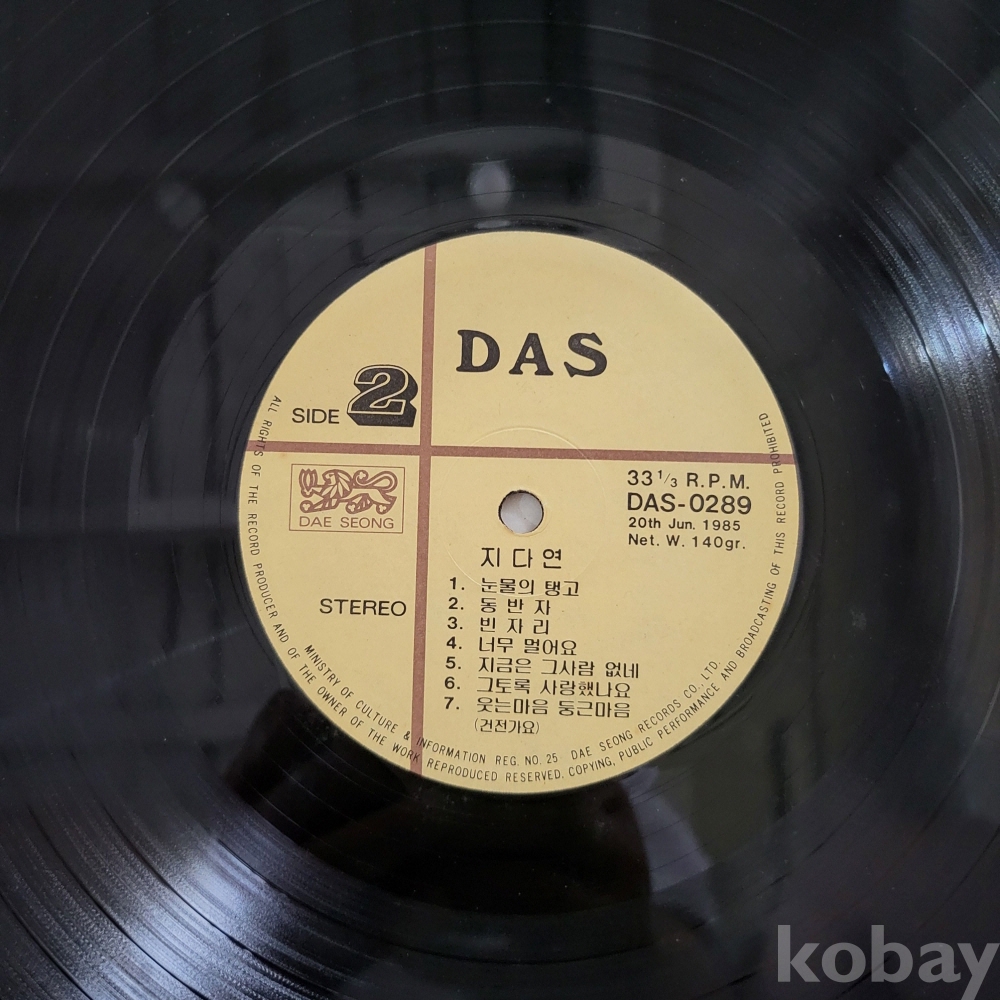 DAS
SIDE 2
DAE SEONG
STEREO
33 1/3 R.P.M.
DAS-0289
20th Jun. 1985
Net. W. 140gr.
지다연
1. 눈물의 탱고
2. 동반자
3. 빈자리
4. 너무 멀어요
5. 지금은 그사람 없네
6. 그토록 사랑했나요
7. 웃는마음 둥근마음
(건전가요)
MINISTRY OF CULTURE & INFORMATION REG. NO. 25. DAE SEONG RECORDS CO., LTD.
ALL RIGHTS OF THE RECORD PRODUCER AND OF THE OWNER OF THE WORK REPRODUCED RESERVED. COPYING, PUBLIC PERFORMANCE AND BROADCASTING OF THIS RECORD PROHIBITED
kobay